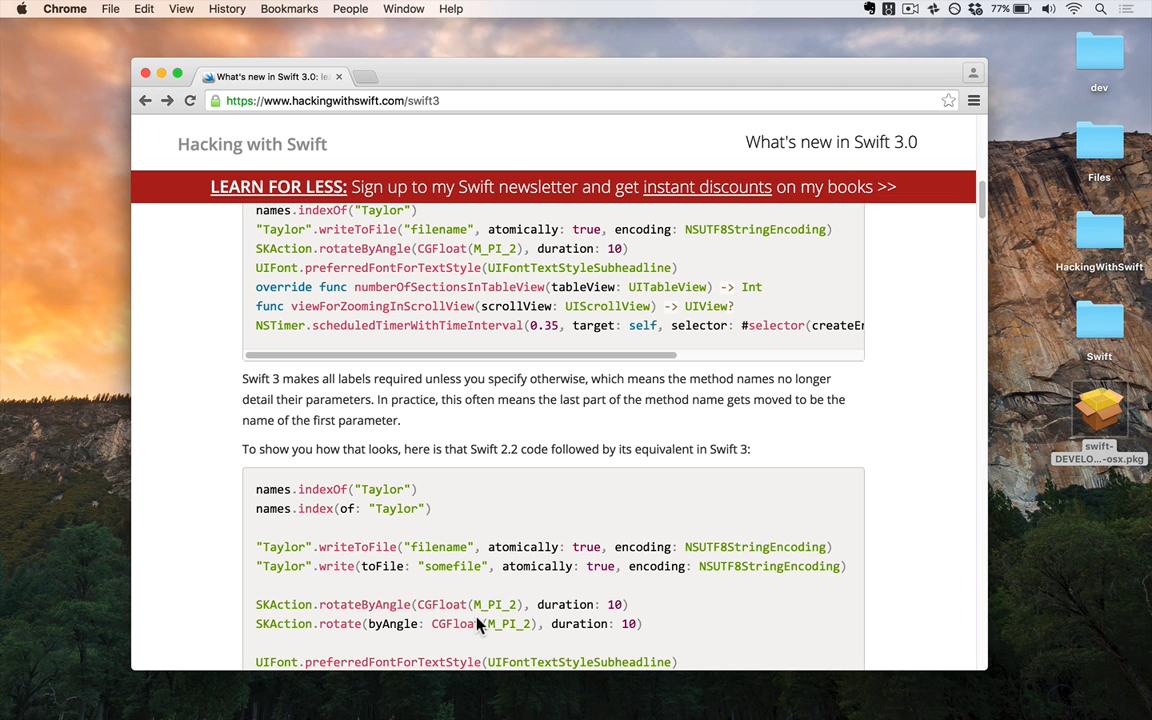 Chrome File Edit View History Bookmarks People Window Help 77%
What's new in Swift 3.0: le
https://www.hackingwithswift.com/swift3
Hacking with Swift
What's new in Swift 3.0
LEARN FOR LESS: Sign up to my Swift newsletter and get instant discounts on my books >>
names.indexOf("Taylor")
"Taylor".writeToFile("filename", atomically: true, encoding: NSUTF8StringEncoding)
SKAction.rotateByAngle(CGFloat(M_PI_2), duration: 10)
UIFont.preferredFontForTextStyle(UIFontTextStyleSubheadline)
override func numberOfSectionsInTableView(tableView: UITableView) -> Int
func viewForZoomingInScrollView(scrollView: UIScrollView) -> UIView?
NSTimer.scheduledTimerWithTimeInterval(0.35, target: self, selector: #selector(createEn
Swift 3 makes all labels required unless you specify otherwise, which means the method names no longer
detail their parameters. In practice, this often means the last part of the method name gets moved to be the
name of the first parameter.
To show you how that looks, here is that Swift 2.2 code followed by its equivalent in Swift 3:
names.indexOf("Taylor")
names.index(of: "Taylor")
"Taylor".writeToFile("filename", atomically: true, encoding: NSUTF8StringEncoding)
"Taylor".write(toFile: "somefile", atomically: true, encoding: NSUTF8StringEncoding)
SKAction.rotateByAngle(CGFloat(M_PI_2), duration: 10)
SKAction.rotate(byAngle: CGFloat(M_PI_2), duration: 10)
UIFont.preferredFontForTextStyle(UIFontTextStyleSubheadline)
dev
Files
HackingWithSwift
Swift
swift-
DEVELO...-osx.pkg